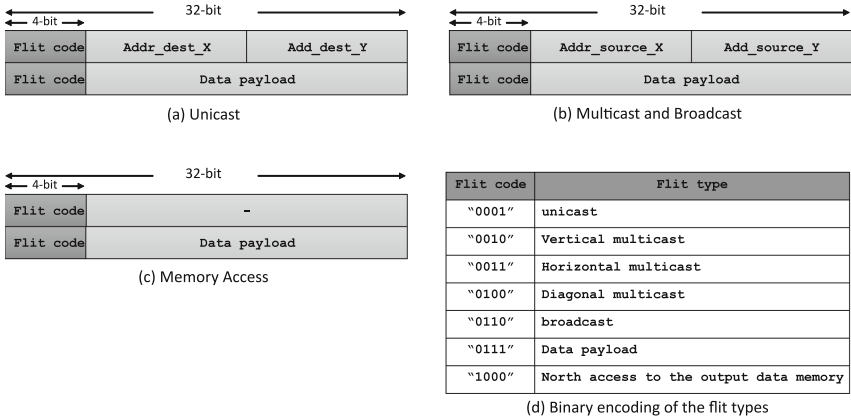 32-bit
4-bit
Flit code Addr_dest_X Add_dest_Y
Flit code Data payload
(a) Unicast
32-bit
4-bit
Flit code Addr_source_X Add_source_Y
Flit code Data payload
(b) Multicast and Broadcast
32-bit
4-bit
Flit code -
Flit code Data payload
(c) Memory Access
Flit code Flit type
“0001” unicast
“0010” Vertical multicast
“0011” Horizontal multicast
“0100” Diagonal multicast
“0110” broadcast
“0111” Data payload
“1000” North access to the output data memory
(d) Binary encoding of the flit types